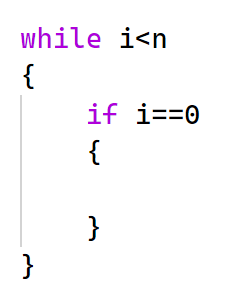 while i<n
{
    if i==0
    {

    }
}